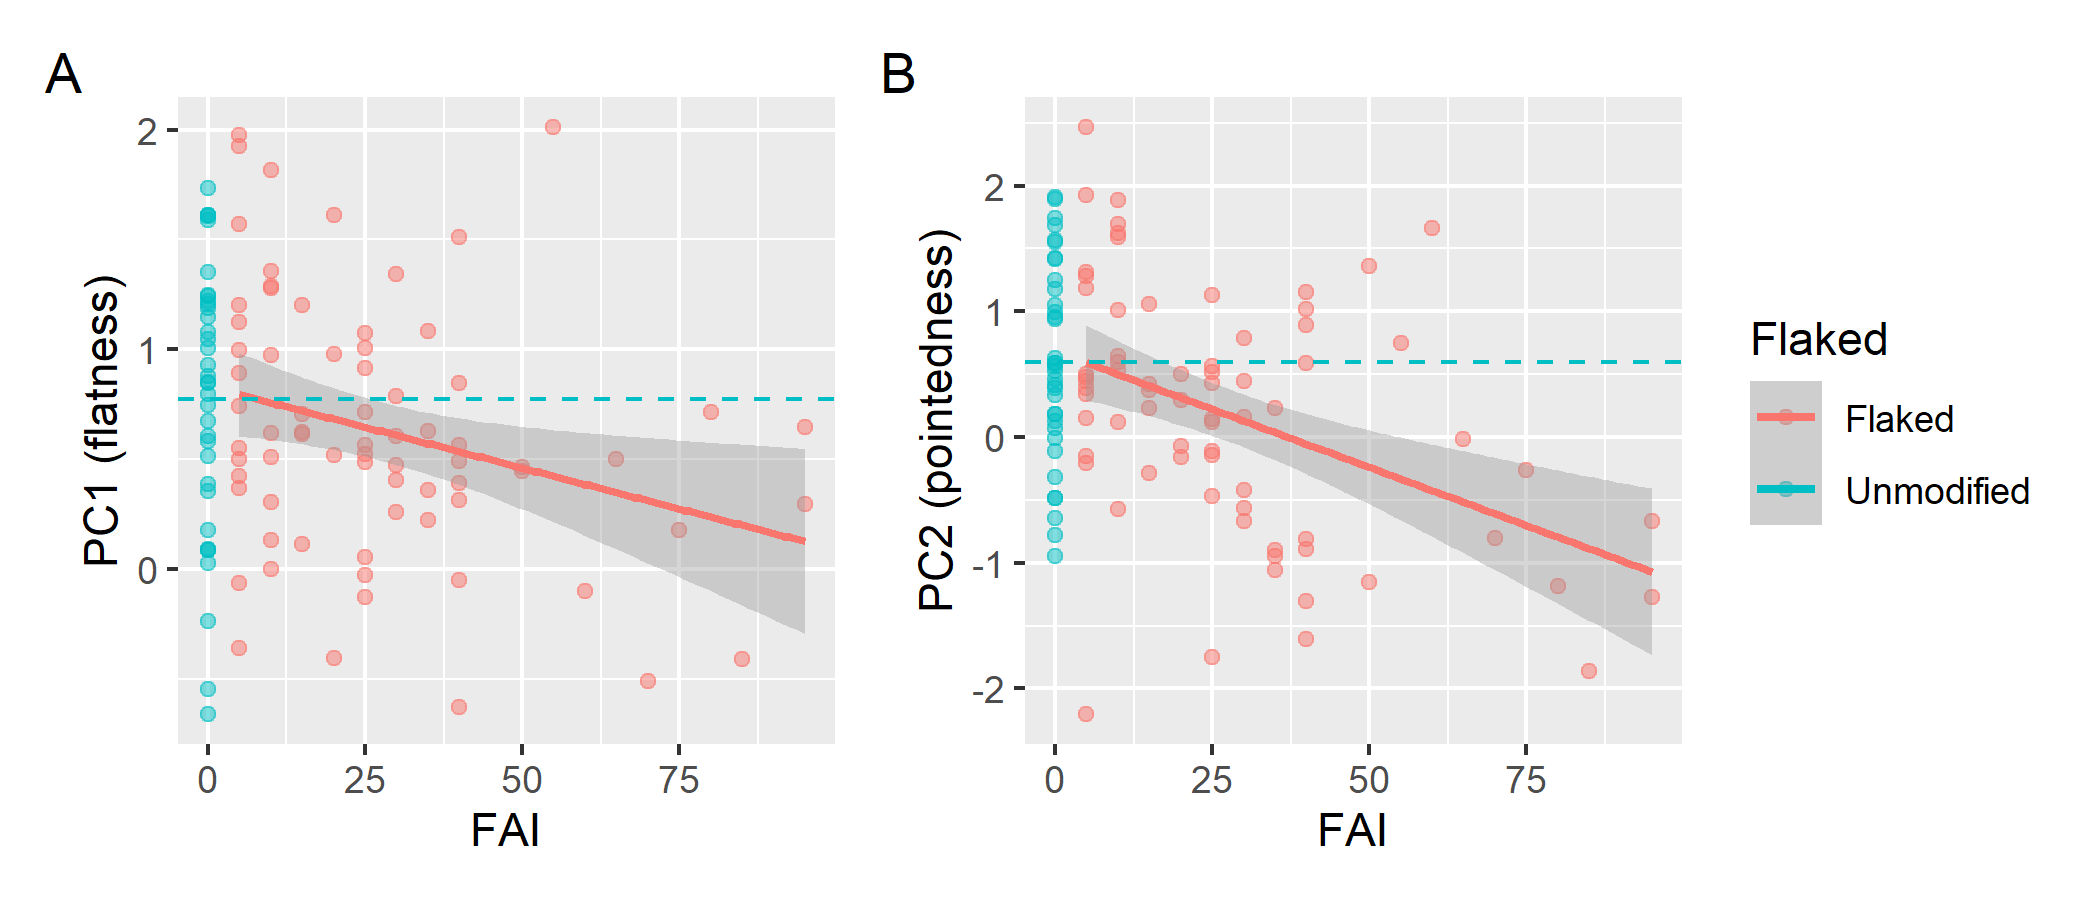 A
B
PC1 (flatness)
2
1
0
0
25
50
75
FAI
PC2 (pointedness)
2
1
0
-1
-2
0
25
50
75
FAI
Flaked
Flaked
Unmodified